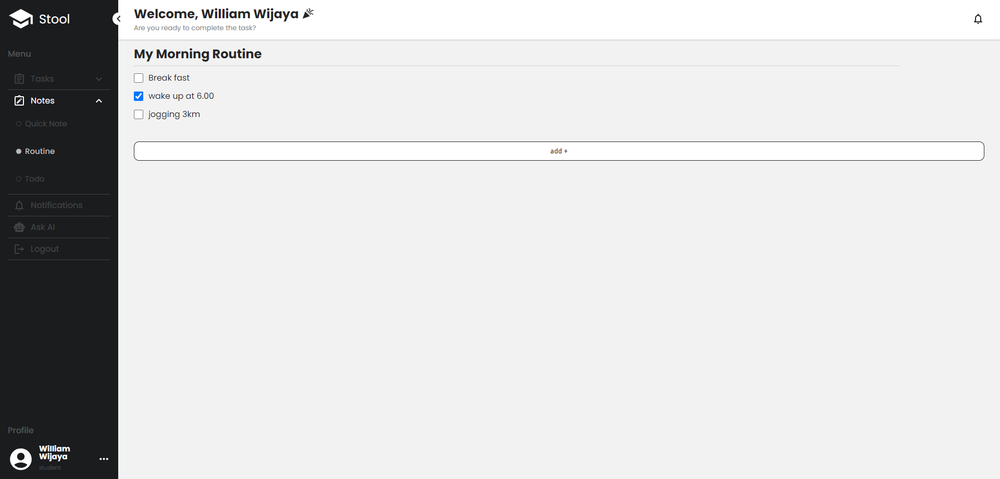 Stool
Menu
Tasks
Notes
Quick Note
Routine
Todo
Notifications
Ask AI
Logout
Profile
William
Wijaya
student
Welcome, William Wijaya
Are you ready to complete the task?
My Morning Routine
Break fast
wake up at 6.00
jogging 3km
add +